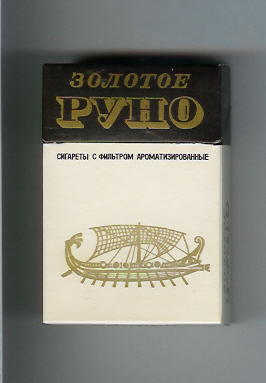 ЗОЛОТОЕ
РУНО
СИГАРЕТЫ С ФИЛЬТРОМ АРОМАТИЗИРОВАННЫЕ